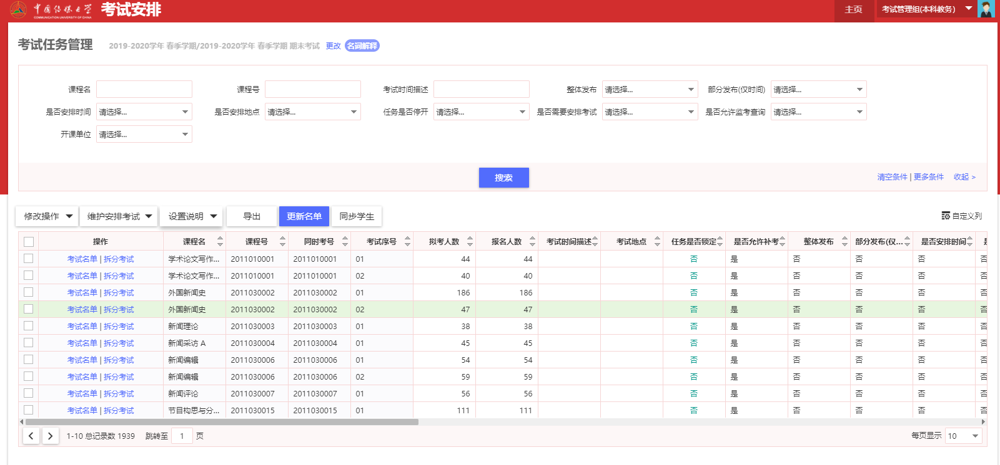 中国传媒大学 考试安排 主页 考试管理组(本科教务)
COMMUNICATION UNIVERSITY OF CHINA
考试任务管理 2019-2020学年 春季学期/2019-2020学年 春季学期 期末考试 更改 名词解释
课程名 课程号 考试时间描述 整体发布 请选择... 部分发布(仅时间) 请选择...
是否安排时间 请选择... 是否安排地点 请选择... 任务是否停开 请选择... 是否需要安排考试 请选择... 是否允许监考查询 请选择...
开课单位 请选择...
搜索 清空条件 | 更多条件 收起 >
修改操作 维护安排考试 设置说明 导出 更新名单 同步学生 自定义列
操作 课程名 课程号 同时考号 考试序号 拟考人数 报名人数 考试时间描述 考试地点 任务是否锁定 是否允许补考 整体发布 部分发布(仅... 是否安排时间 是
考试名单 | 拆分考试 学术论文写作... 2011010001 2011010001 01 44 44 否 是 否 否 否 否
考试名单 | 拆分考试 学术论文写作... 2011010001 2011010001 02 40 40 否 是 否 否 否 否
考试名单 | 拆分考试 外国新闻史 2011030002 2011030002 01 186 186 否 是 否 否 否 否
考试名单 | 拆分考试 外国新闻史 2011030002 2011030002 02 47 47 否 是 否 否 否 否
考试名单 | 拆分考试 新闻理论 2011030003 2011030003 01 38 38 否 是 否 否 否 否
考试名单 | 拆分考试 新闻采访 A 2011030004 2011030004 01 45 45 否 是 否 否 否 否
考试名单 | 拆分考试 新闻编辑 2011030006 2011030006 01 54 54 否 是 否 否 否 否
考试名单 | 拆分考试 新闻编辑 2011030006 2011030006 02 59 59 否 是 否 否 否 否
考试名单 | 拆分考试 新闻评论 2011030007 2011030007 01 56 56 否 是 否 否 否 否
考试名单 | 拆分考试 节目构思与分... 2011030015 2011030015 01 111 111 否 是 否 否 否 否
1-10 总记录数 1939 跳转至 1 页 每页显示 10